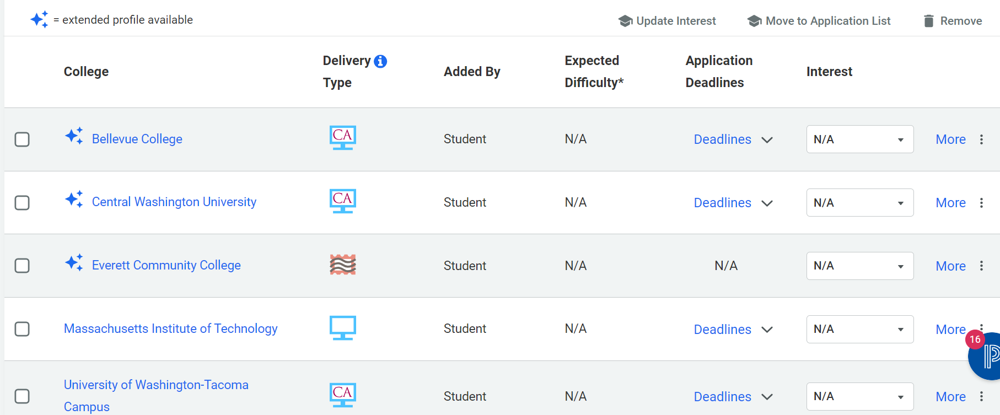 = extended profile available
Update Interest Move to Application List Remove
College Delivery Type Added By Expected Difficulty* Application Deadlines Interest
Bellevue College CA Student N/A Deadlines N/A More
Central Washington University CA Student N/A Deadlines N/A More
Everett Community College Student N/A N/A N/A More
Massachusetts Institute of Technology Student N/A Deadlines N/A More
16
P
University of Washington-Tacoma
Campus
CA Student N/A Deadlines N/A More